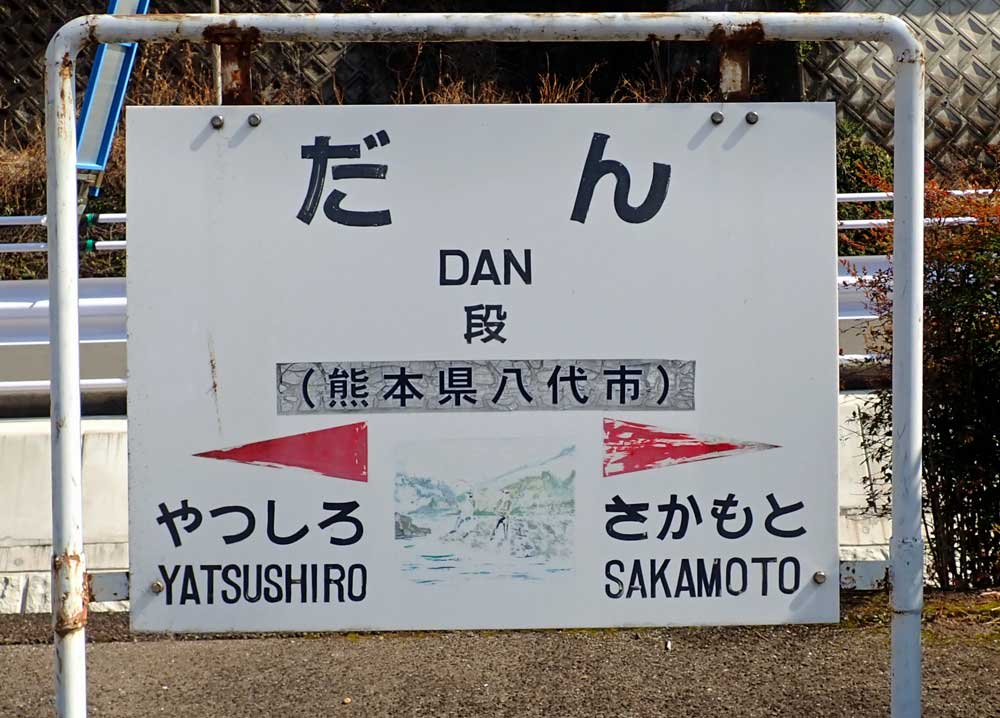 だん
DAN
段
(熊本県八代市)
やつしろ さかもと
YATSUSHIRO SAKAMOTO